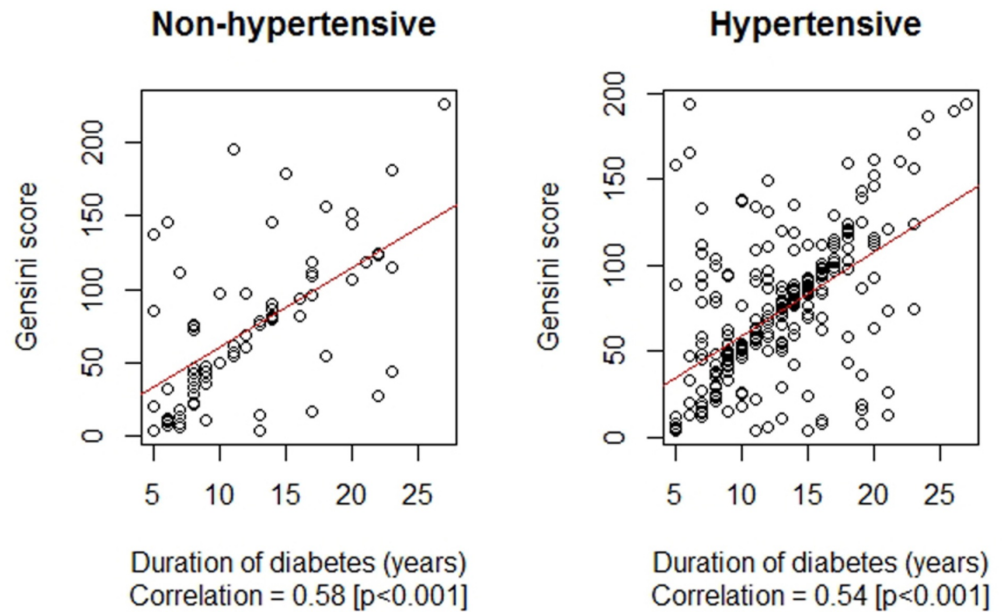 Non-hypertensive
Gensini score
200
150
100
50
0
5 10 15 20 25
Duration of diabetes (years)
Correlation = 0.58 [p<0.001]
Hypertensive
Gensini score
200
150
100
50
0
5 10 15 20 25
Duration of diabetes (years)
Correlation = 0.54 [p<0.001]